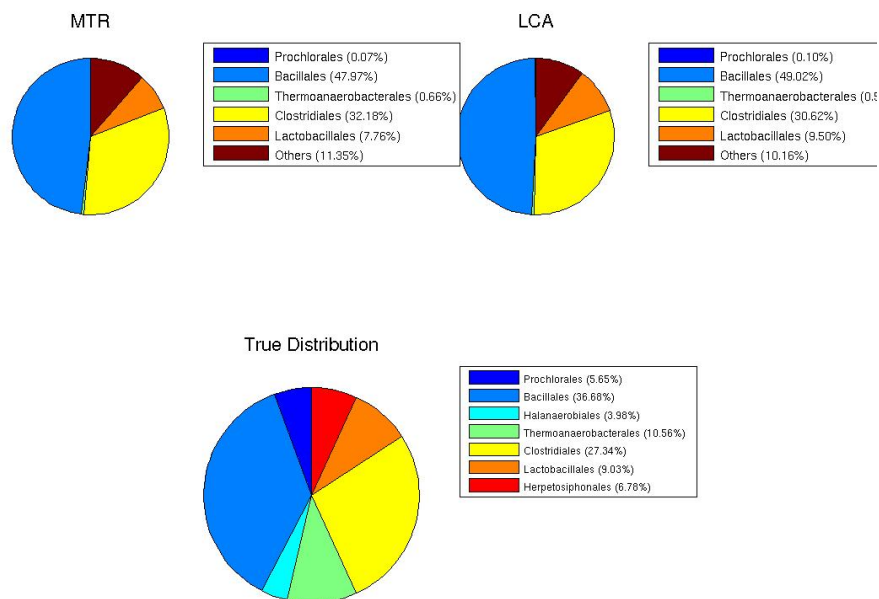 MTR
Prochlorales (0.07%)
Bacillales (47.97%)
Thermoanaerobacterales (0.66%)
Clostridiales (32.18%)
Lactobacillales (7.76%)
Others (11.35%)
LCA
Prochlorales (0.10%)
Bacillales (49.02%)
Thermoanaerobacterales
Clostridiales (30.62%)
Lactobacillales (9.50%)
Others (10.16%)
True Distribution
Prochlorales (5.65%)
Bacillales (36.68%)
Halanaerobiales (3.98%)
Thermoanaerobacterales (10.56%)
Clostridiales (27.34%)
Lactobacillales (9.03%)
Herpetosiphonales (6.78%)